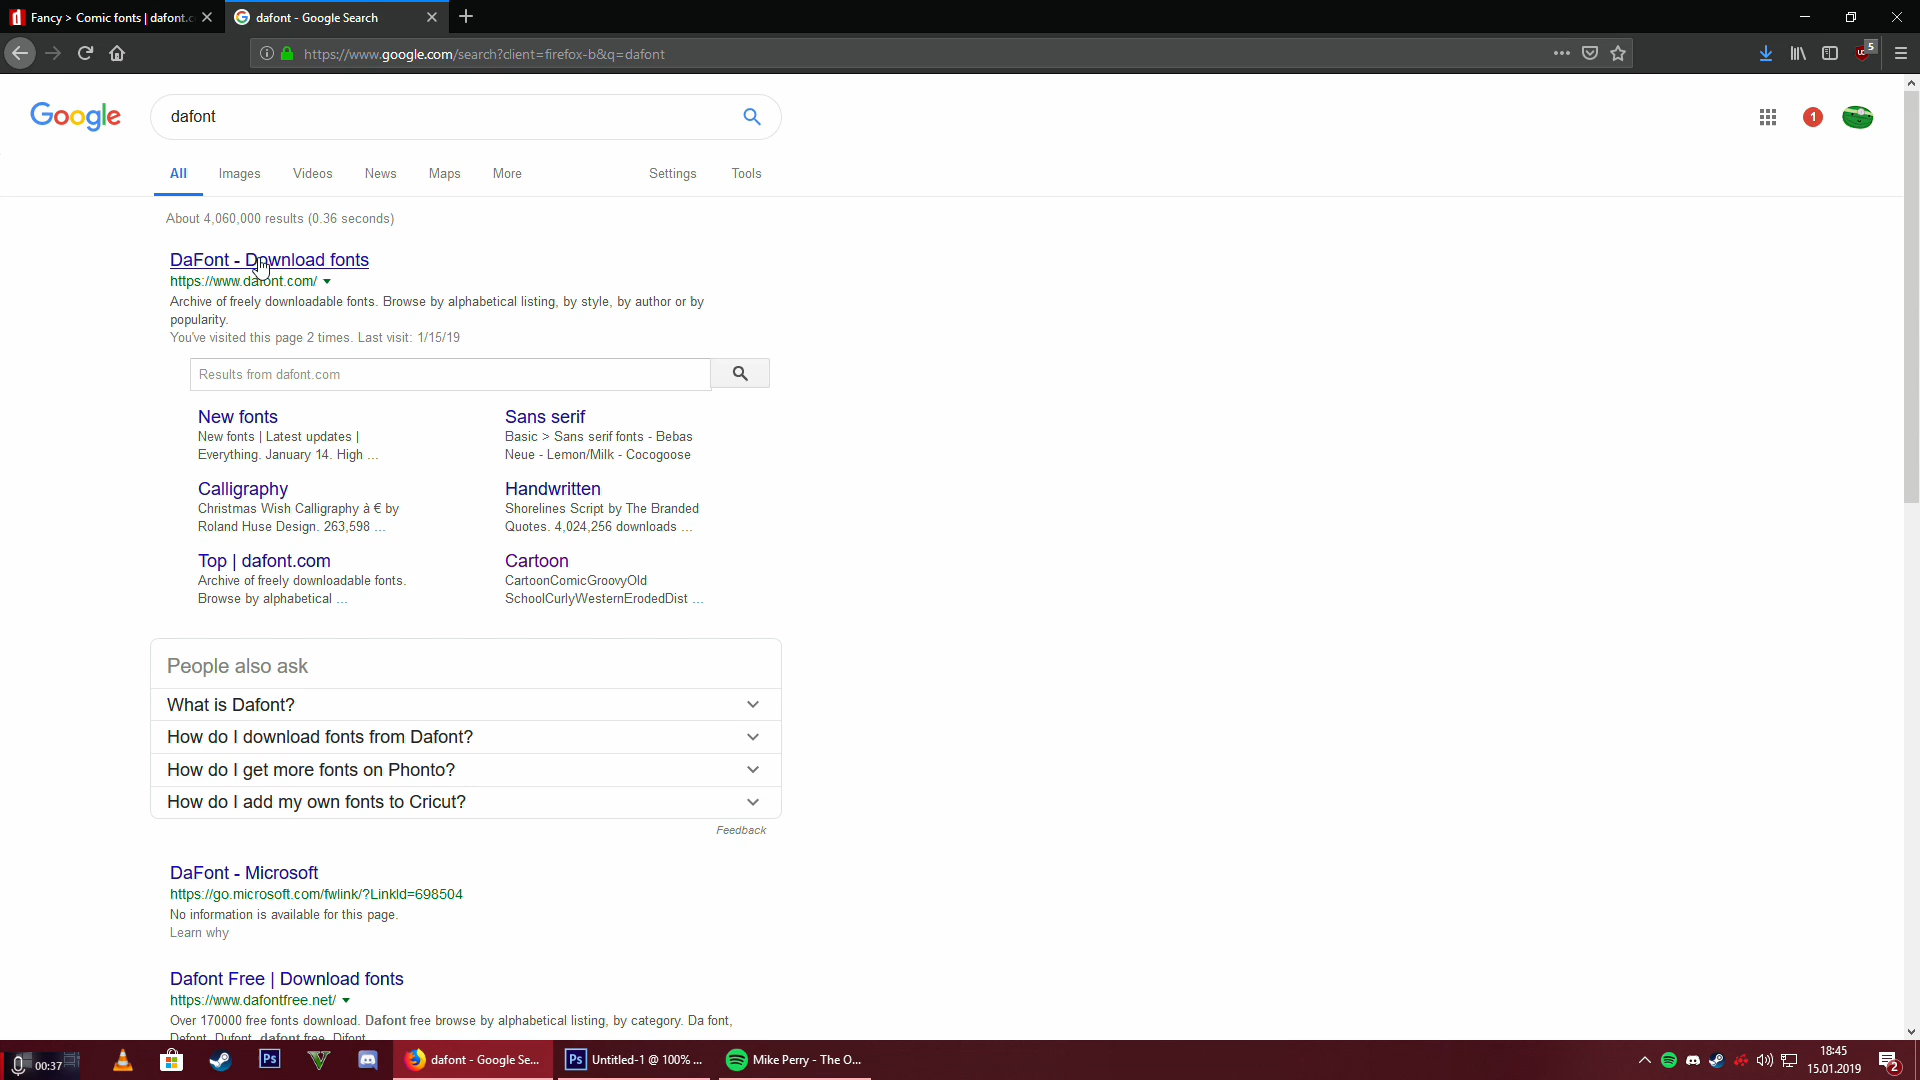 Fancy > Comic fonts | dafont.c
dafont - Google Search
https://www.google.com/search?client=firefox-b&q=dafont
5
Google
dafont
1
All Images Videos News Maps More Settings Tools
About 4,060,000 results (0.36 seconds)
DaFont - Download fonts
https://www.dafont.com/
Archive of freely downloadable fonts. Browse by alphabetical listing, by style, by author or by
popularity.
You've visited this page 2 times. Last visit: 1/15/19
Results from dafont.com
New fonts
New fonts | Latest updates |
Everything. January 14. High ...
Sans serif
Basic > Sans serif fonts - Bebas
Neue - Lemon/Milk - Cocogoose
Calligraphy
Christmas Wish Calligraphy à € by
Roland Huse Design. 263,598 ...
Handwritten
Shorelines Script by The Branded
Quotes. 4,024,256 downloads ...
Top | dafont.com
Archive of freely downloadable fonts.
Browse by alphabetical ...
Cartoon
CartoonComicGroovyOld
SchoolCurlyWesternErodedDist ...
People also ask
What is Dafont?
How do I download fonts from Dafont?
How do I get more fonts on Phonto?
How do I add my own fonts to Cricut?
Feedback
DaFont - Microsoft
https://go.microsoft.com/fwlink/?LinkId=698504
No information is available for this page.
Learn why
Dafont Free | Download fonts
https://www.dafontfree.net/
Over 170000 free fonts download. Dafont free browse by alphabetical listing, by category. Da font,
Defont, Dufont, dafont free, Difont
00:37
Ps
dafont - Google Se...
Ps
Untitled-1 @ 100% ...
Mike Perry - The O...
18:45
15.01.2019
2